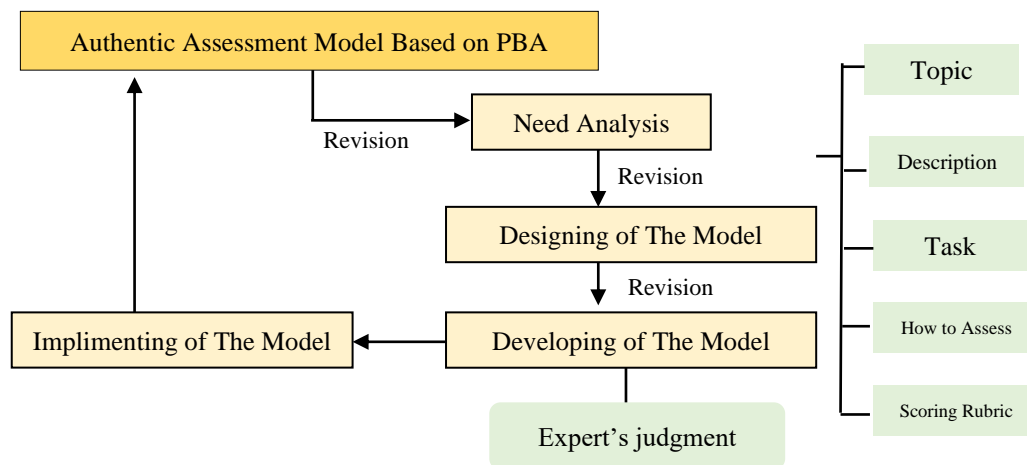 Authentic Assessment Model Based on PBA
Topic
Need Analysis
Revision
Description
Revision
Designing of The Model
Task
Revision
Implimenting of The Model
Developing of The Model
How to Assess
Scoring Rubric
Expert’s judgment